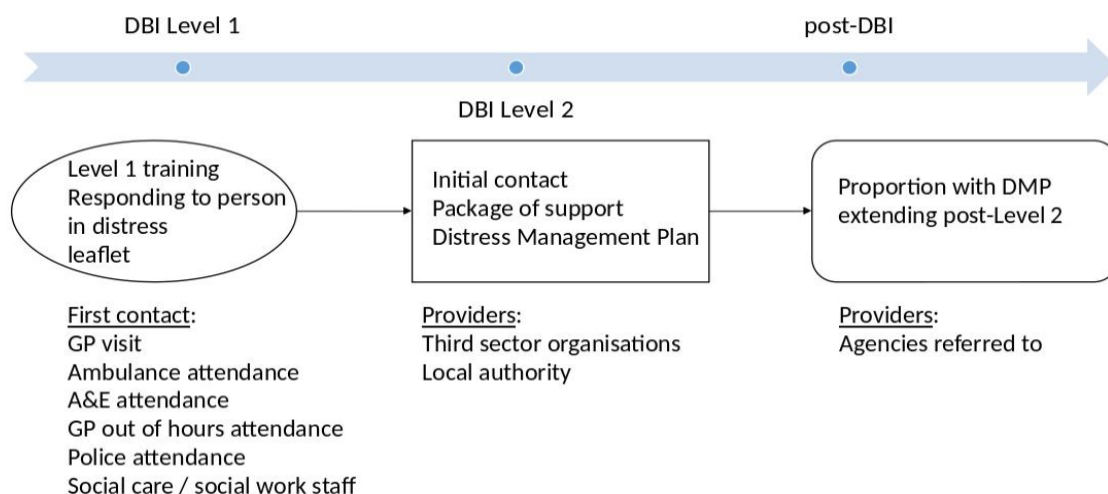 DBI Level 1
post-DBI
DBI Level 2
Level 1 training
Responding to person
in distress
leaflet
Initial contact
Package of support
Distress Management Plan
Proportion with DMP
extending post-Level 2
First contact:
GP visit
Ambulance attendance
A&E attendance
GP out of hours attendance
Police attendance
Social care / social work staff
Providers:
Third sector organisations
Local authority
Providers:
Agencies referred to